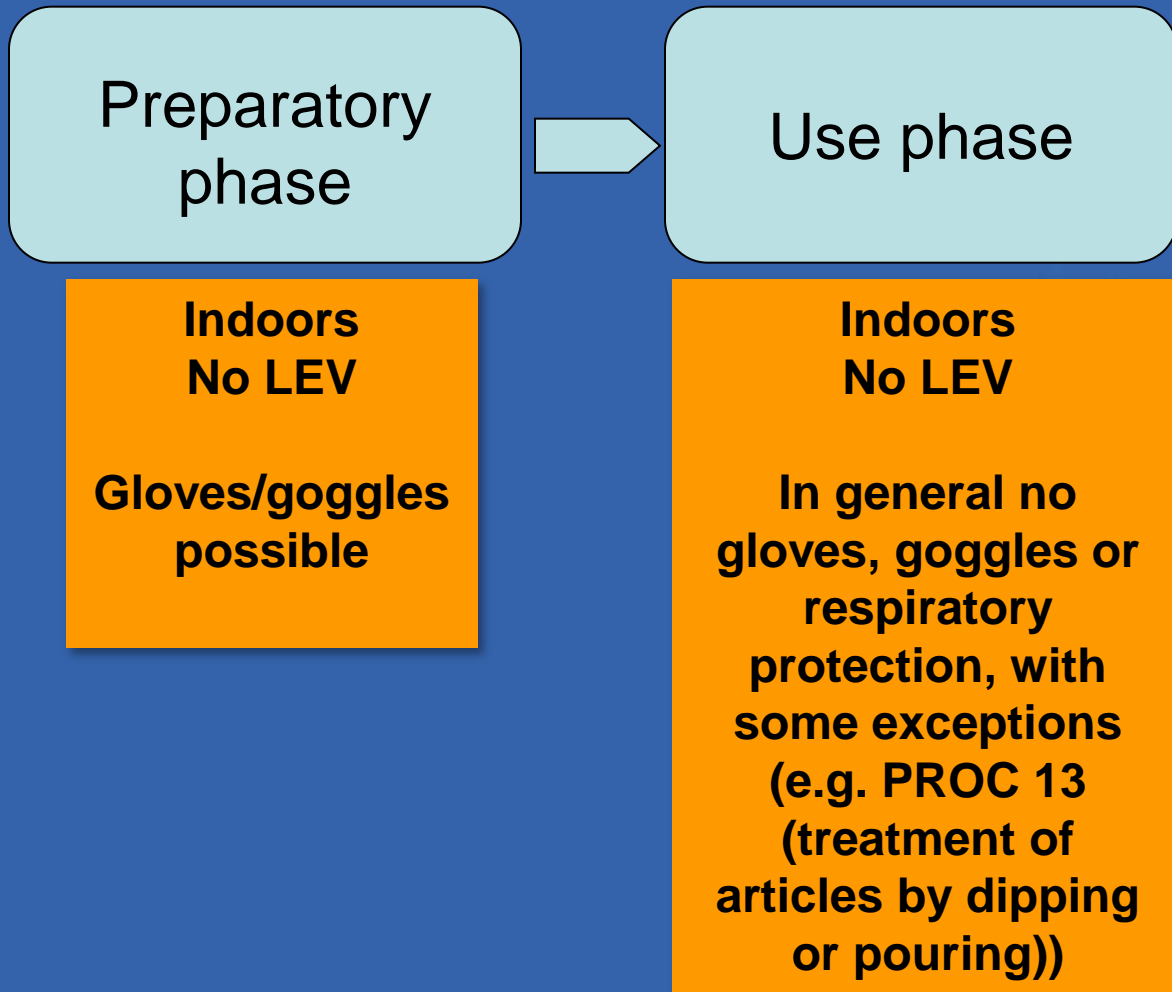 Preparatory
phase
Use phase
Indoors
No LEV
Gloves/goggles
possible
Indoors
No LEV
In general no
gloves, goggles or
respiratory
protection, with
some exceptions
(e.g. PROC 13
(treatment of
articles by dipping
or pouring))